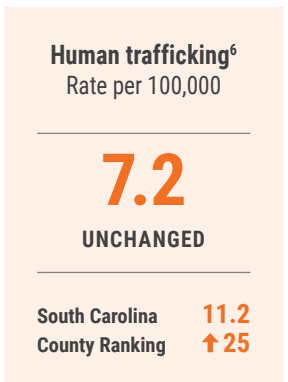 Human trafficking⁶
Rate per 100,000
7.2
UNCHANGED
South Carolina 11.2
County Ranking ↑25